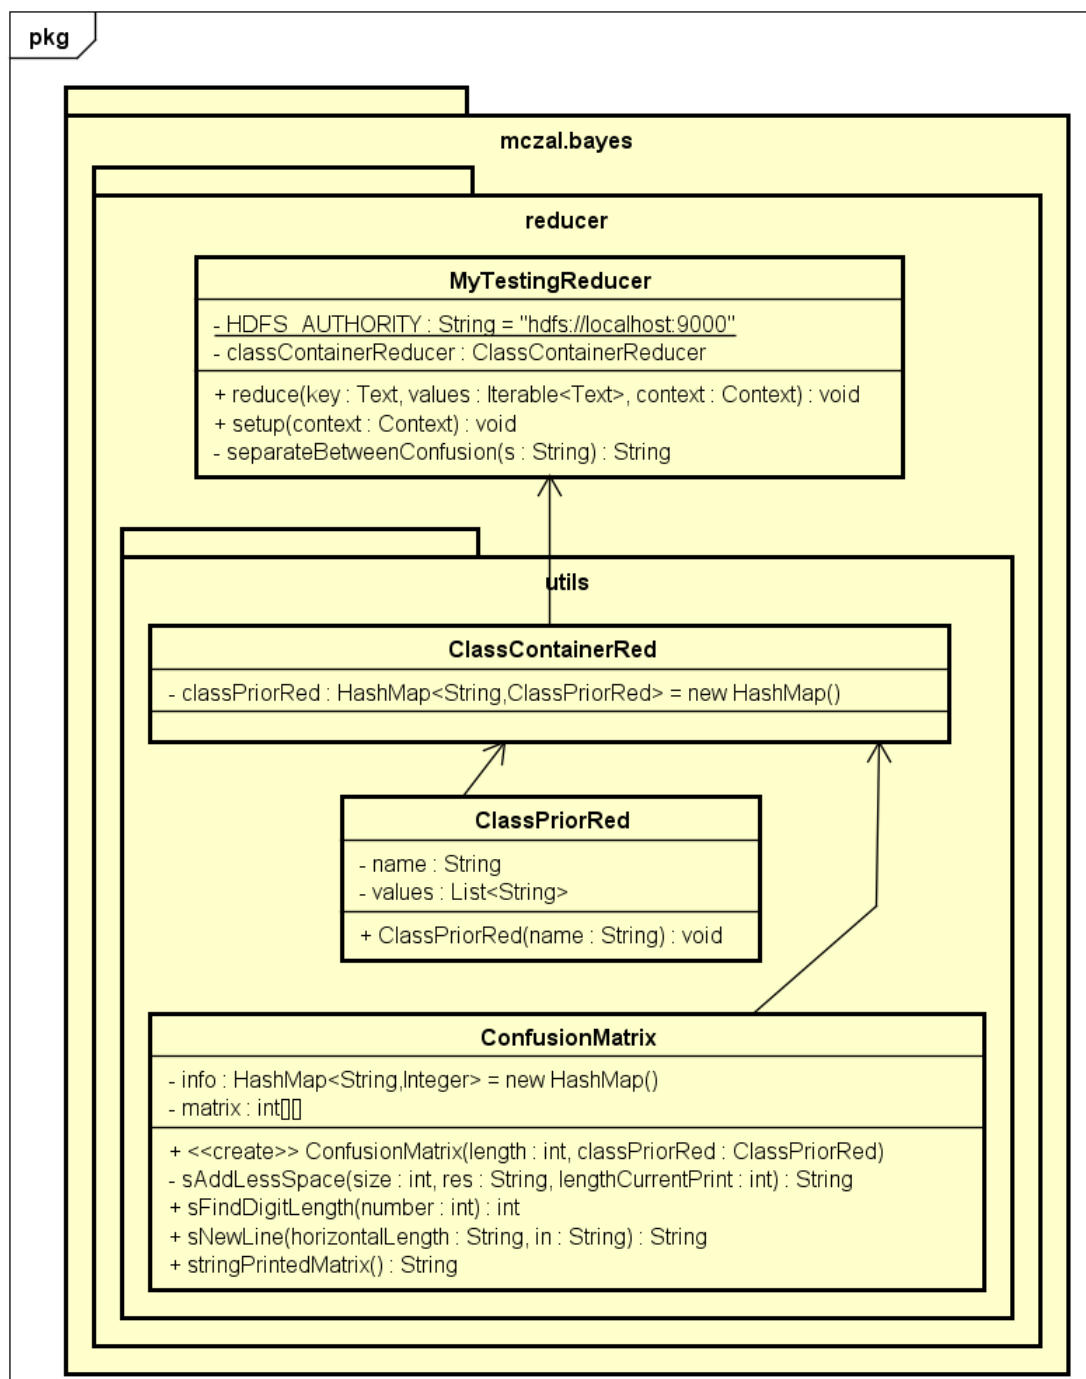 pkg
mczal.bayes
reducer
MyTestingReducer
- HDFS_AUTHORITY : String = "hdfs://localhost:9000"
- classContainerReducer : ClassContainerReducer
+ reduce(key : Text, values : Iterable<Text>, context : Context) : void
+ setup(context : Context) : void
- separateBetweenConfusion(s : String) : String
utils
ClassContainerRed
- classPriorRed : HashMap<String,ClassPriorRed> = new HashMap()
ClassPriorRed
- name : String
- values : List<String>
+ ClassPriorRed(name : String) : void
ConfusionMatrix
- info : HashMap<String,Integer> = new HashMap()
- matrix : int[][]
+ <<create>> ConfusionMatrix(length : int, classPriorRed : ClassPriorRed)
- sAddLessSpace(size : int, res : String, lengthCurrentPrint : int) : String
+ sFindDigitLength(number : int) : int
+ sNewLine(horizontalLength : String, in : String) : String
+ stringPrintedMatrix() : String